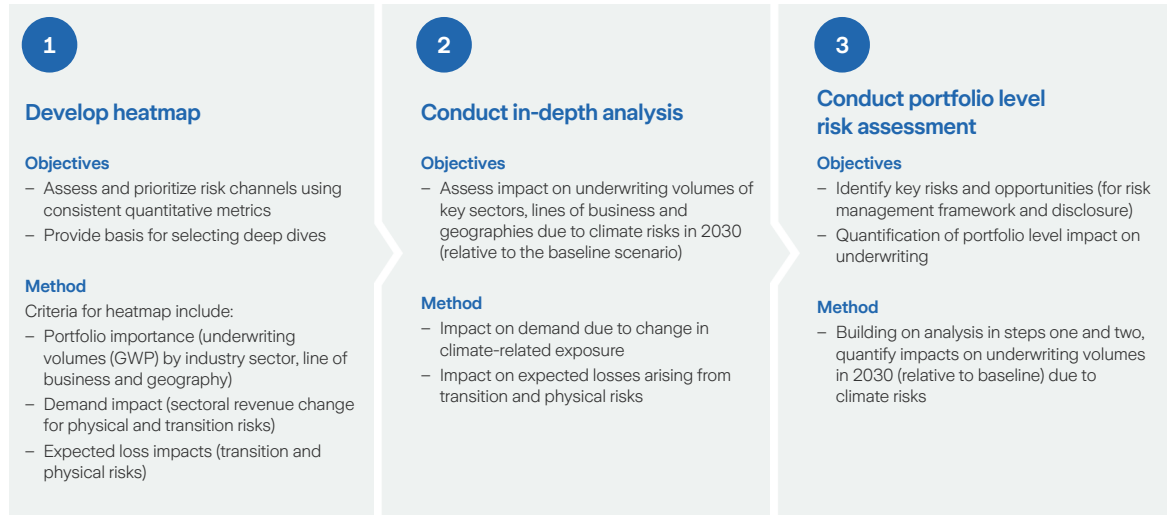 1
Develop heatmap
Objectives
– Assess and prioritize risk channels using
consistent quantitative metrics
– Provide basis for selecting deep dives
Method
Criteria for heatmap include:
– Portfolio importance (underwriting
volumes (GWP) by industry sector, line of
business and geography)
– Demand impact (sectoral revenue change
for physical and transition risks)
– Expected loss impacts (transition and
physical risks)
2
Conduct in-depth analysis
Objectives
– Assess impact on underwriting volumes of
key sectors, lines of business and
geographies due to climate risks in 2030
(relative to the baseline scenario)
Method
– Impact on demand due to change in
climate-related exposure
– Impact on expected losses arising from
transition and physical risks
3
Conduct portfolio level
risk assessment
Objectives
– Identify key risks and opportunities (for risk
management framework and disclosure)
– Quantification of portfolio level impact on
underwriting
Method
– Building on analysis in steps one and two,
quantify impacts on underwriting volumes
in 2030 (relative to baseline) due to
climate risks